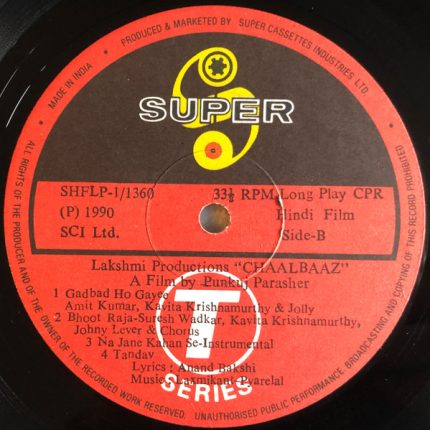 PRODUCED & MARKETED BY SUPER CASSETTES INDUSTRIES LTD.
• MADE IN INDIA •
SUPER
SHFLP-1/1360 33⅓ RPM Long Play CPR
(P) 1990 Hindi Film
SCI Ltd. Side-B
Lakshmi Productions "CHAALBAAZ"
A Film by Punkuj Parasher
1 Gadbad Ho Gayee
Amit Kumar, Kavita Krishnamurthy & Jolly
2 Bhoot Raja-Suresh Wadkar, Kavita Krishnamurthy,
Johny Lever & Chorus
3 Na Jane Kahan Se-Instrumental
4 Tandav
Lyrics : Anand Bakshi
Music : Laxmikant Pyarelal
T
SERIES
ALL RIGHTS OF THE PRODUCER AND OF THE OWNER OF THE RECORDED WORK RESERVED. UNAUTHORISED PUBLIC PERFORMANCE BROADCASTING AND COPYING OF THIS RECORD PROHIBITED.